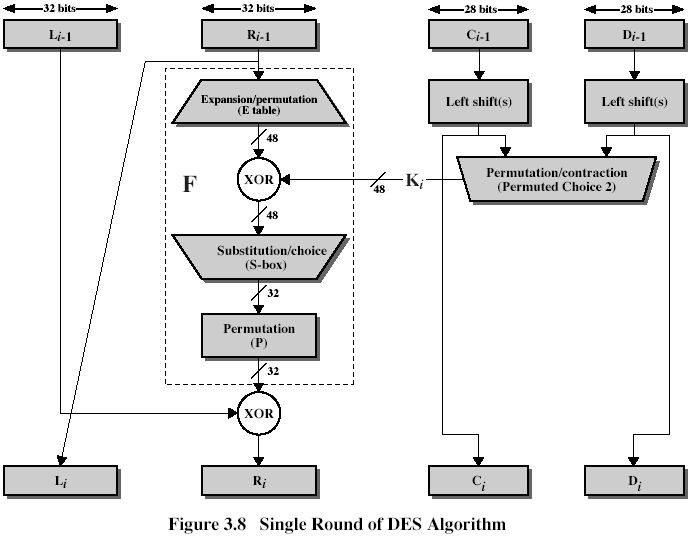 32 bits 32 bits 28 bits 28 bits
Li-1 Ri-1 Ci-1 Di-1
Expansion/permutation
(E table)
Left shift(s) Left shift(s)
48
F XOR 48 Ki
Permutation/contraction
(Permuted Choice 2)
48
Substitution/choice
(S-box)
32
Permutation
(P)
32
XOR
Li Ri Ci Di
Figure 3.8 Single Round of DES Algorithm